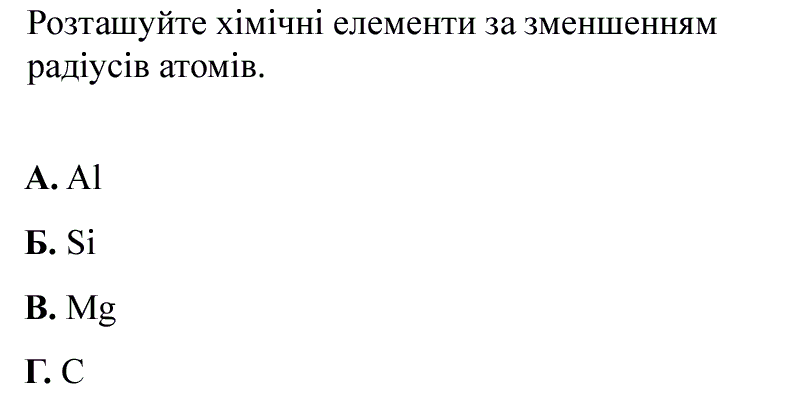 Розташуйте хімічні елементи за зменшенням
радіусів атомів.
А. Al
Б. Si
В. Mg
Г. C